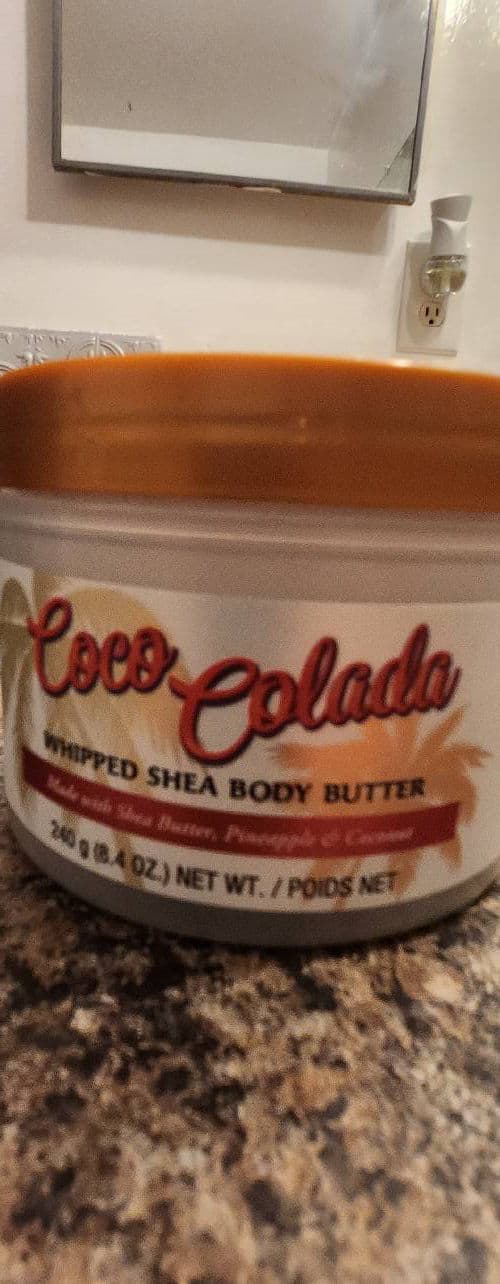 Coco Colada
WHIPPED SHEA BODY BUTTER
Made with Shea Butter, Pineapple & Coconut
240 g (8.4 OZ.) NET WT. / POIDS NET